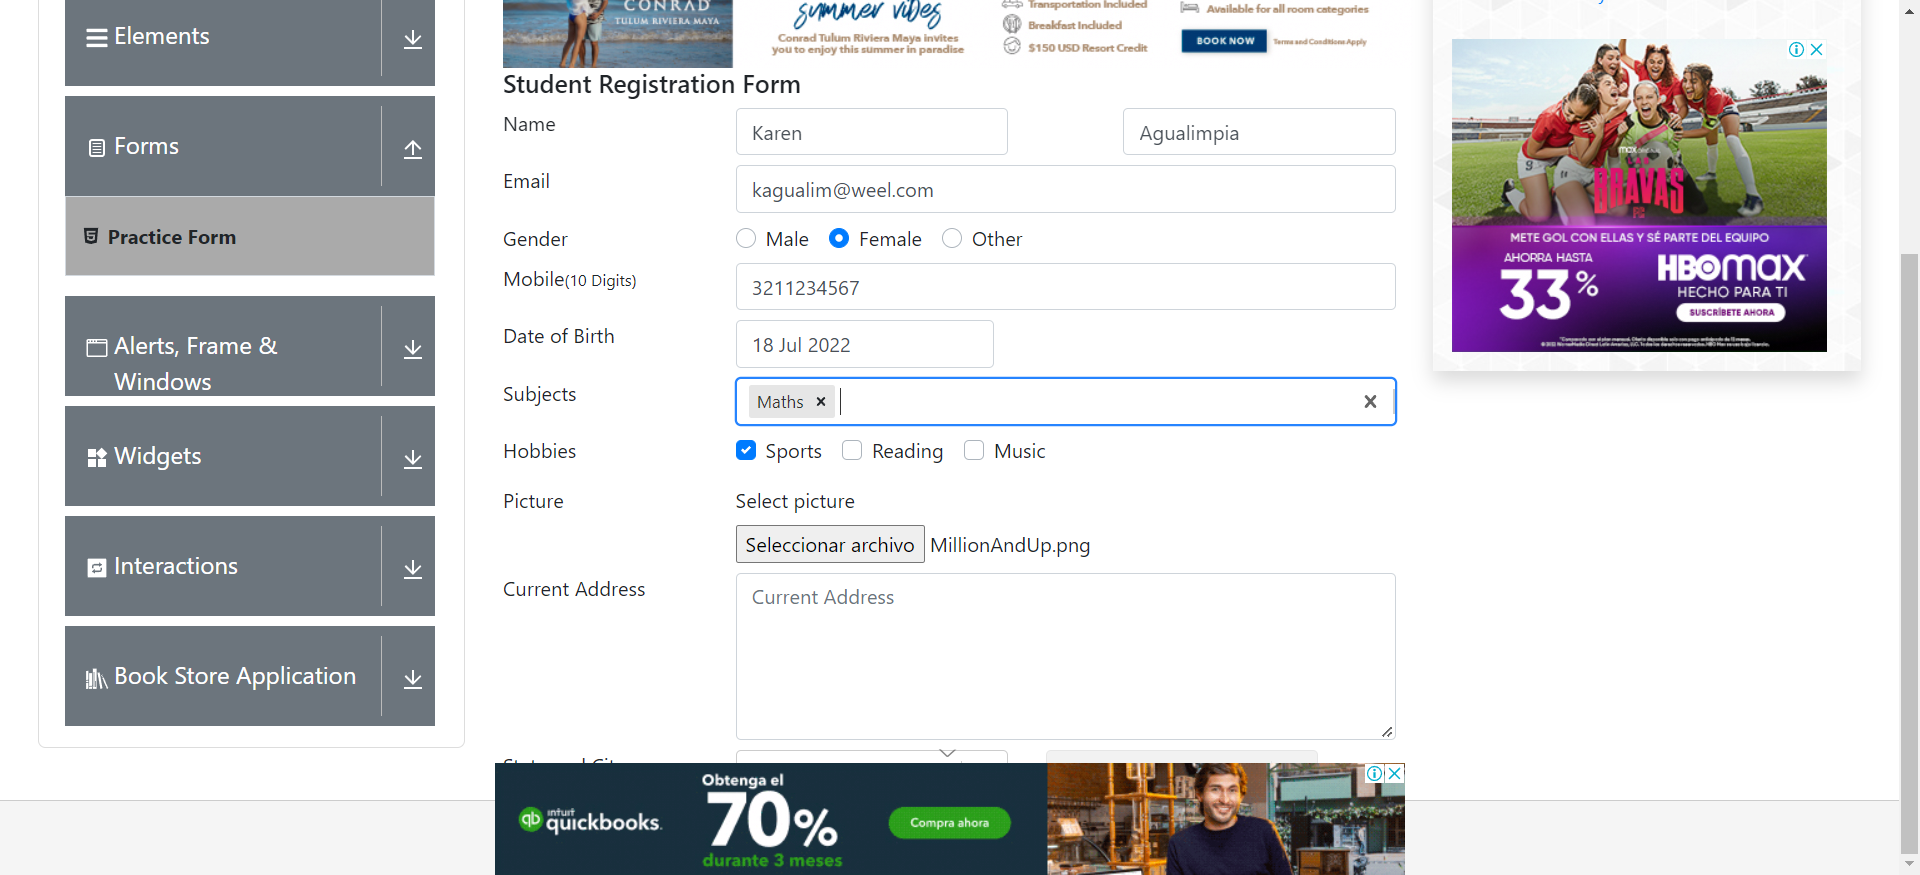 Elements
Forms
Practice Form
Alerts, Frame &
Windows
Widgets
Interactions
Book Store Application
CONRAD
TULUM RIVIERA MAYA
summer vibes
Conrad Tulum Riviera Maya invites
you to enjoy this summer in paradise
Transportation Included
Breakfast Included
$150 USD Resort Credit
Available for all room categories
BOOK NOW
Terms and Conditions Apply
Student Registration Form
Name
Karen
Agualimpia
Email
kagualim@weel.com
Gender
Male
Female
Other
Mobile(10 Digits)
3211234567
Date of Birth
18 Jul 2022
Subjects
Maths
Hobbies
Sports
Reading
Music
Picture
Select picture
Seleccionar archivo
MillionAndUp.png
Current Address
Current Address
State and City
max original
BRAVAS
FC
METE GOL CON ELLAS Y SÉ PARTE DEL EQUIPO
AHORRA HASTA
33%
HBOMAX
HECHO PARA TI
SUSCRÍBETE AHORA
intuit
quickbooks.
Obtenga el
70%
durante 3 meses
Compra ahora